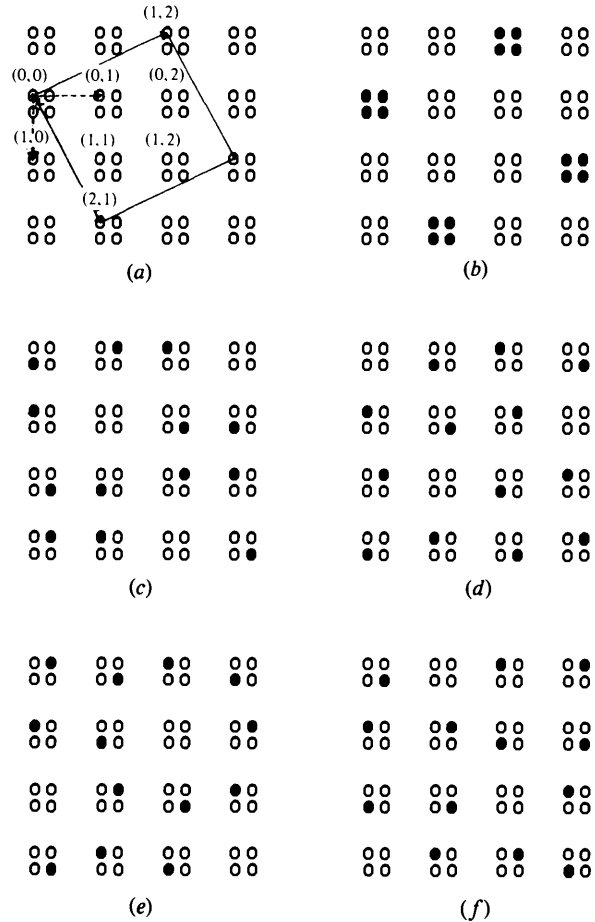 (1,2)
(0,0) (0,1) (0,2)
(1,0) (1,1) (1,2)
(2,1)
(a) (b)
(c) (d)
(e) (f)